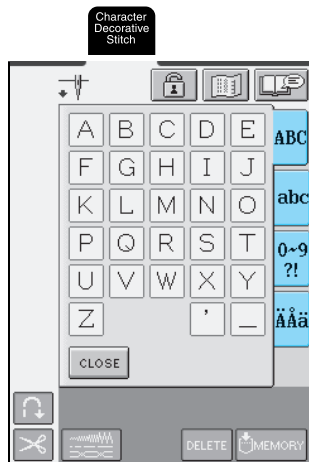 Character
Decorative
Stitch
A B C D E
ABC
F G H I J
K L M N O
abc
P Q R S T
0~9
?!
U V W X Y
Z ' _
ÄÅä
CLOSE
DELETE MEMORY